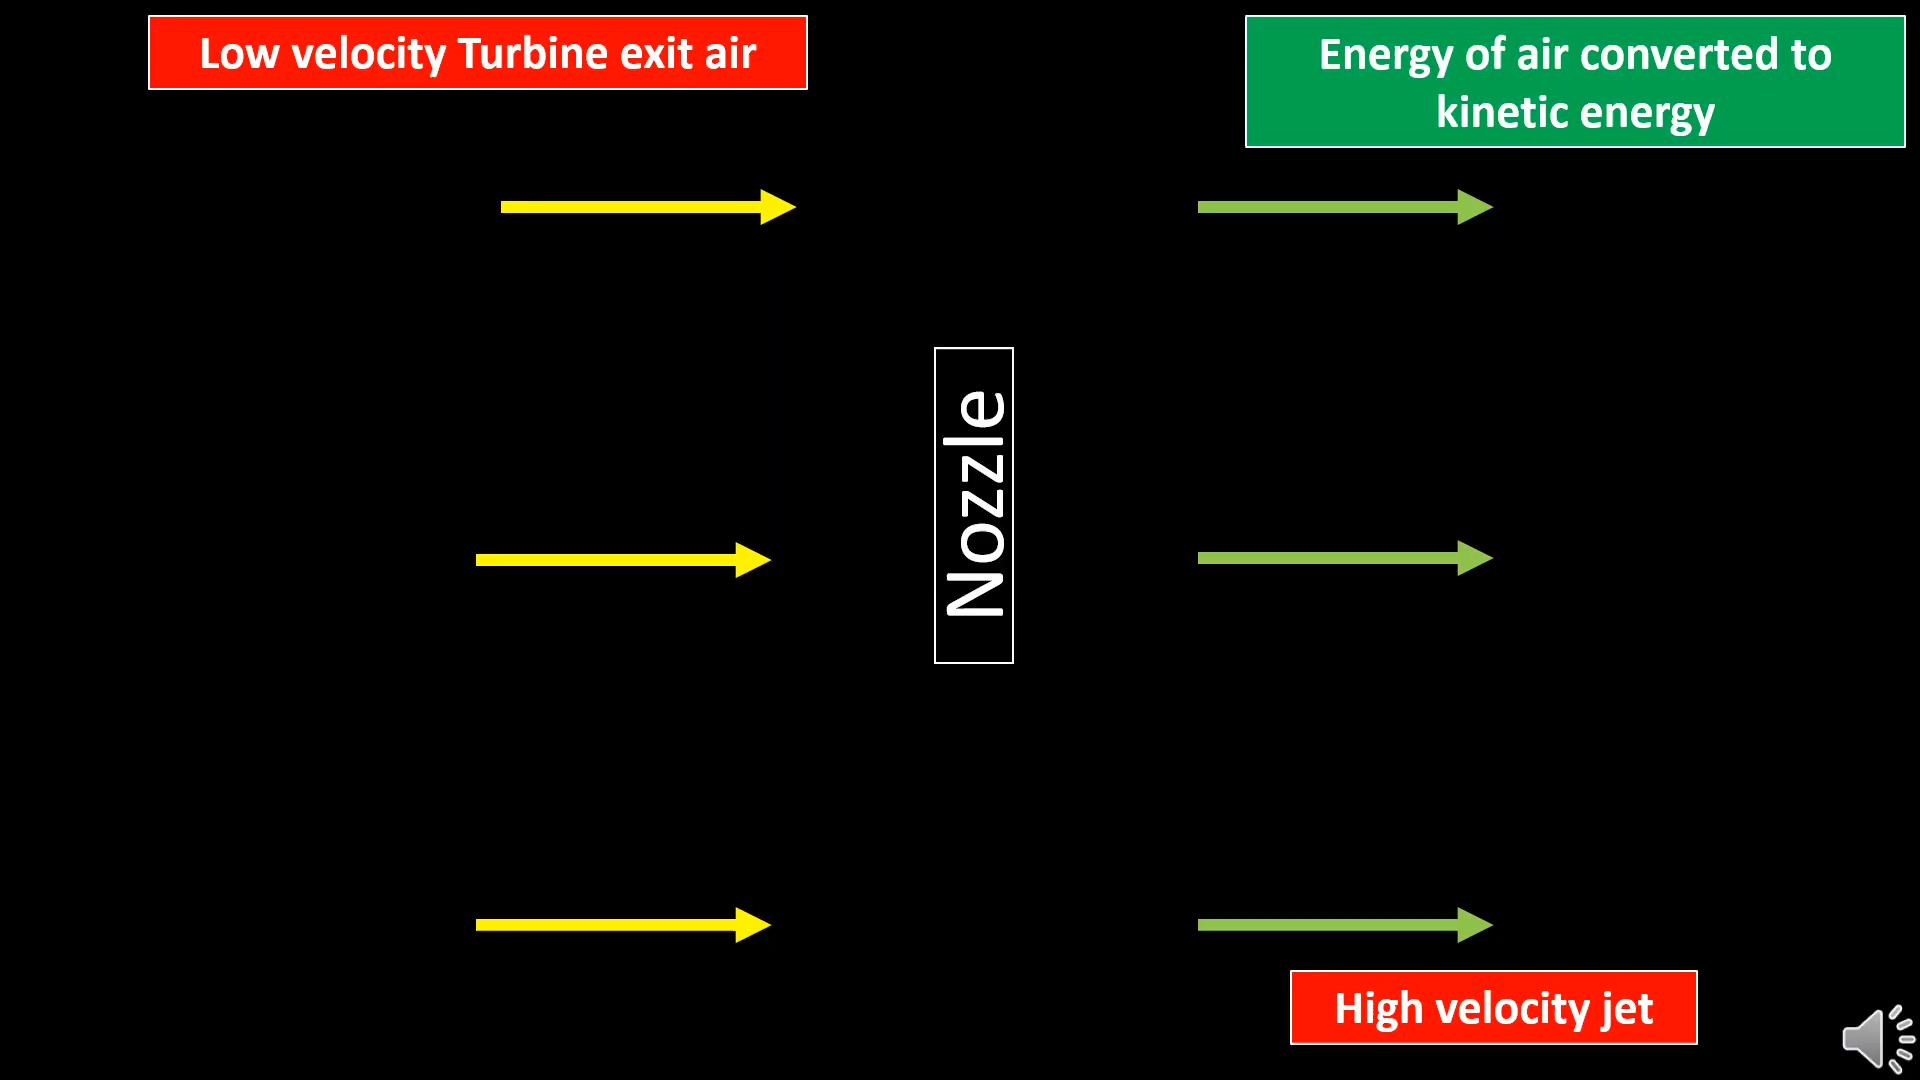 Low velocity Turbine exit air
Energy of air converted to
kinetic energy
Nozzle
High velocity jet